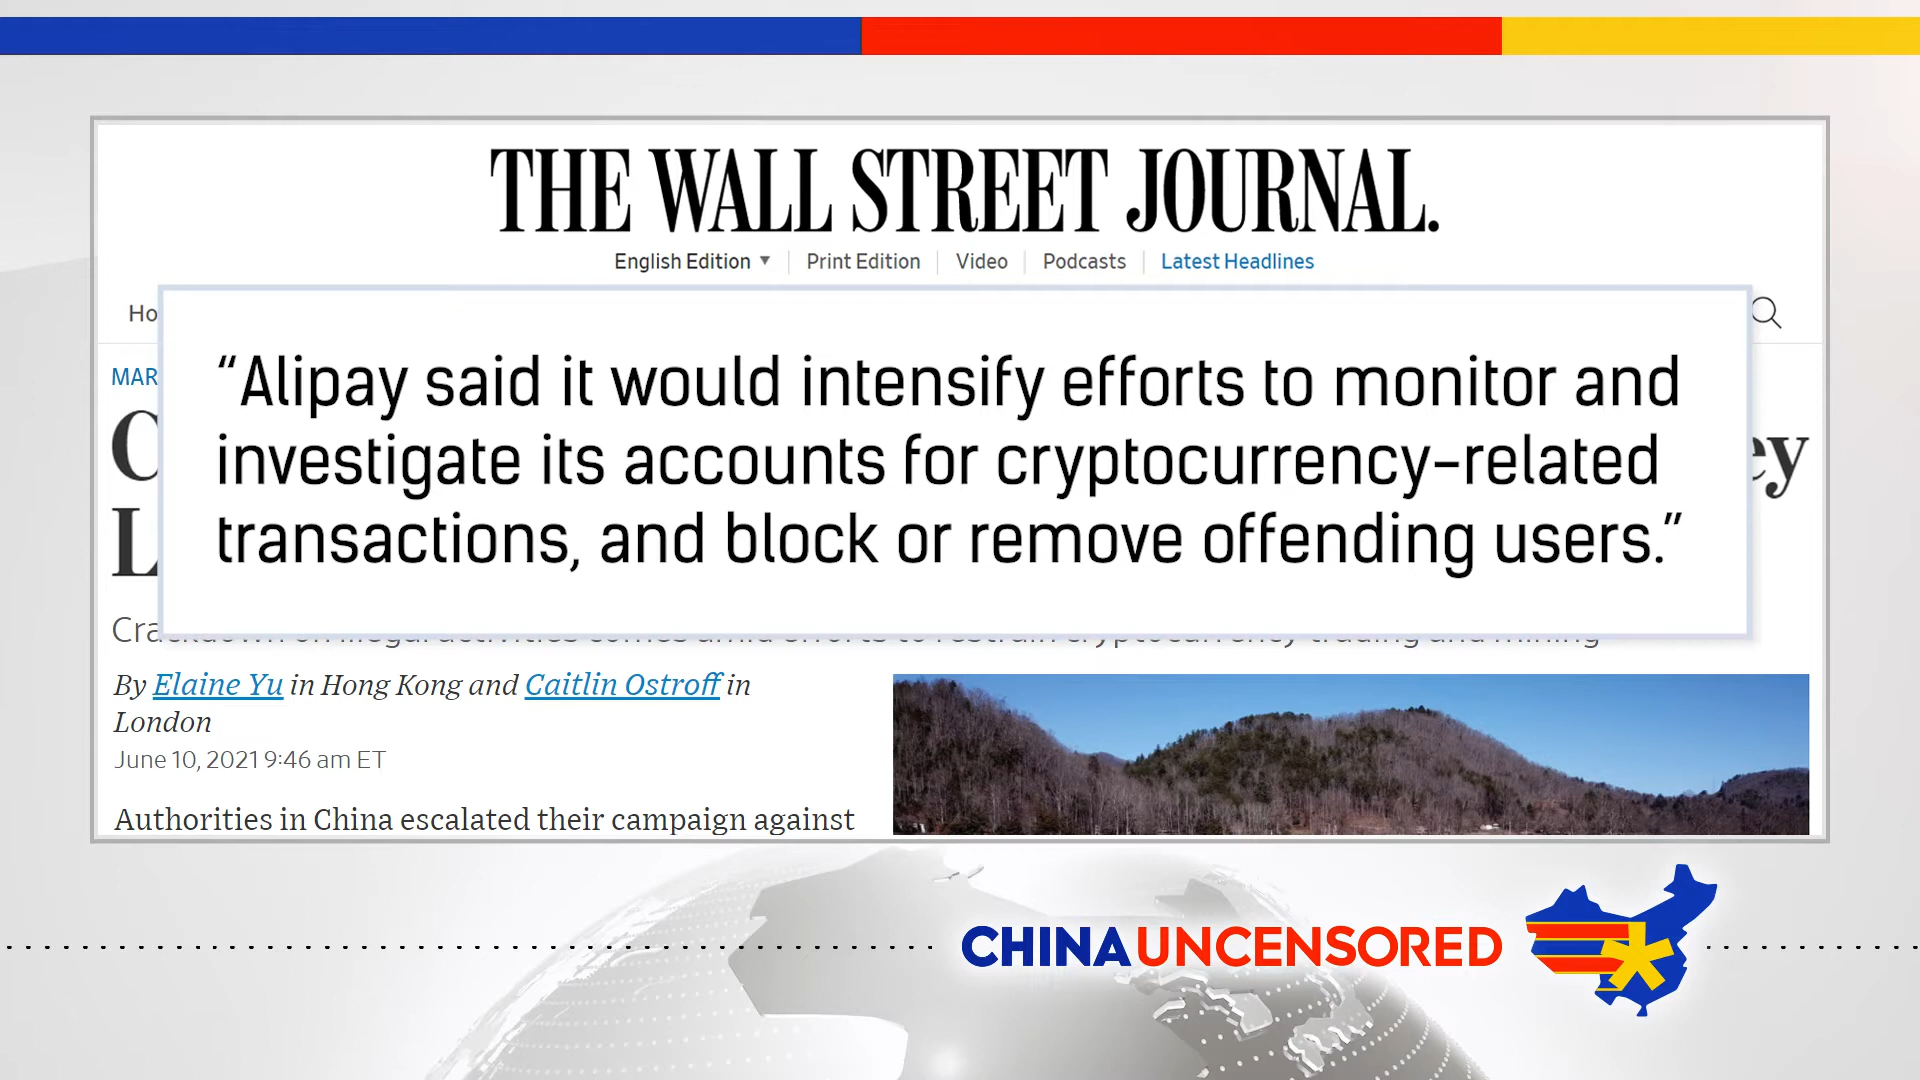 THE WALL STREET JOURNAL.
English Edition Print Edition Video Podcasts Latest Headlines
“Alipay said it would intensify efforts to monitor and
investigate its accounts for cryptocurrency-related
transactions, and block or remove offending users.”
By Elaine Yu in Hong Kong and Caitlin Ostroff in
London
June 10, 2021 9:46 am ET
Authorities in China escalated their campaign against
CHINA UNCENSORED